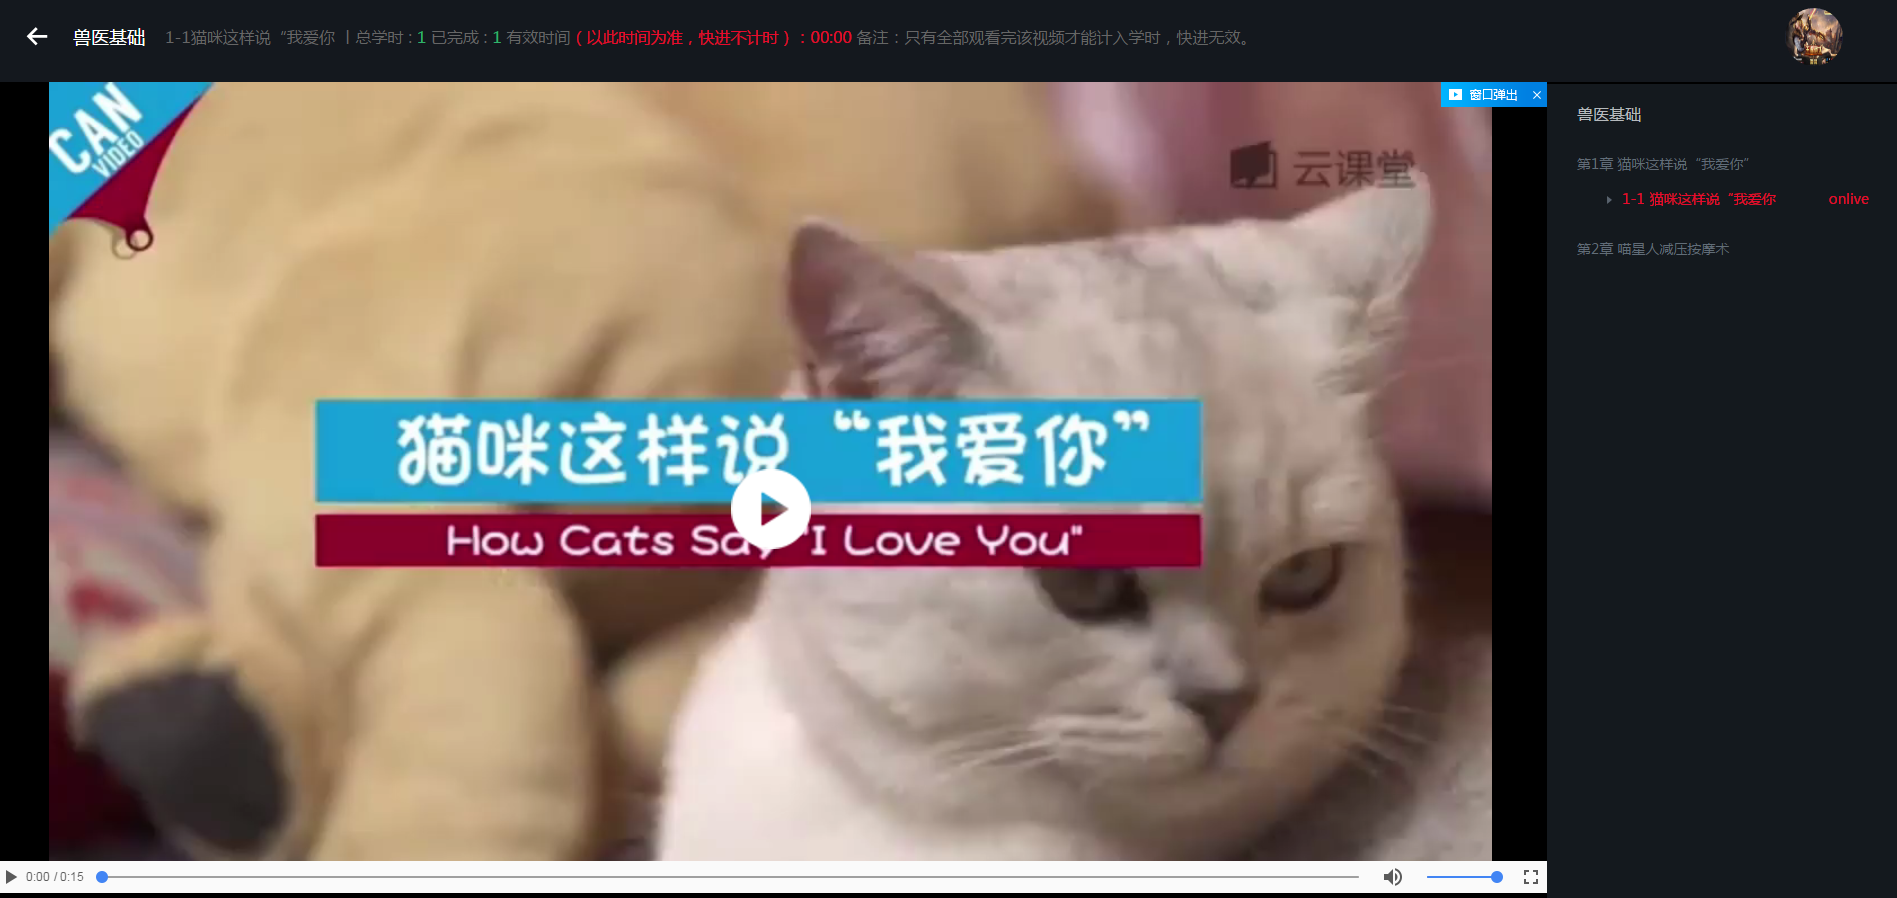 兽医基础 1-1猫咪这样说“我爱你 丨总学时 : 1 已完成 : 1 有效时间（以此时间为准，快进不计时）：00:00 备注：只有全部观看完该视频才能计入学时，快进无效。
CAN
VIDEO
窗口弹出 ×
云课堂
猫咪这样说“我爱你”
How Cats Say "I Love You"
0:00 / 0:15
兽医基础
第1章 猫咪这样说“我爱你”
1-1 猫咪这样说“我爱你 onlive
第2章 喵星人减压按摩术